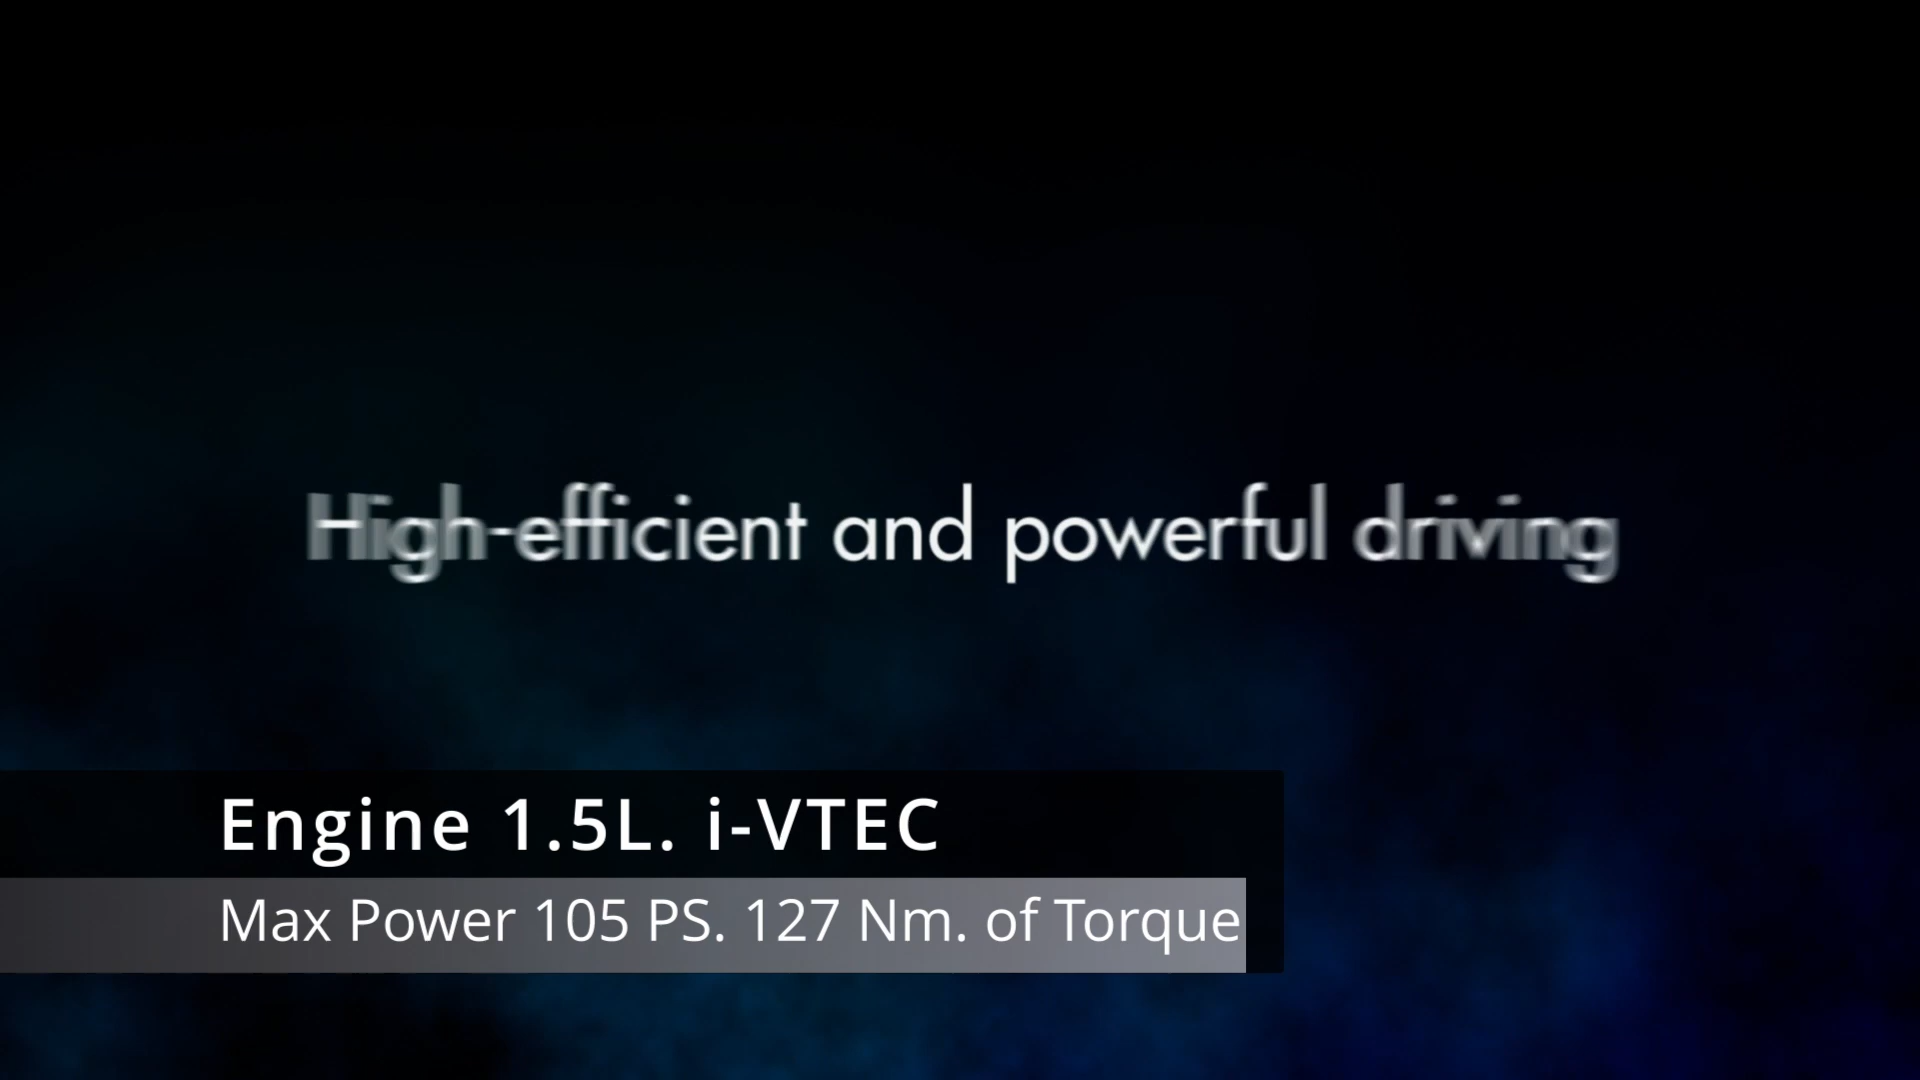 High-efficient and powerful driving
Engine 1.5L. i-VTEC
Max Power 105 PS. 127 Nm. of Torque